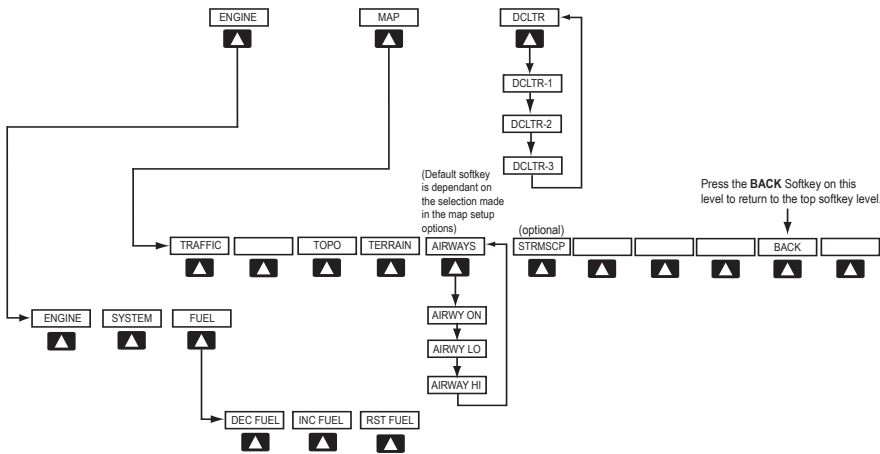 ENGINE
MAP
DCLTR
DCLTR-1
DCLTR-2
DCLTR-3
(Default softkey
is dependant on
the selection made
in the map setup
options)
Press the BACK Softkey on this
level to return to the top softkey level.
(optional)
TRAFFIC
TOPO
TERRAIN
AIRWAYS
STRMSCP
BACK
AIRWY ON
AIRWY LO
AIRWAY HI
ENGINE
SYSTEM
FUEL
DEC FUEL
INC FUEL
RST FUEL